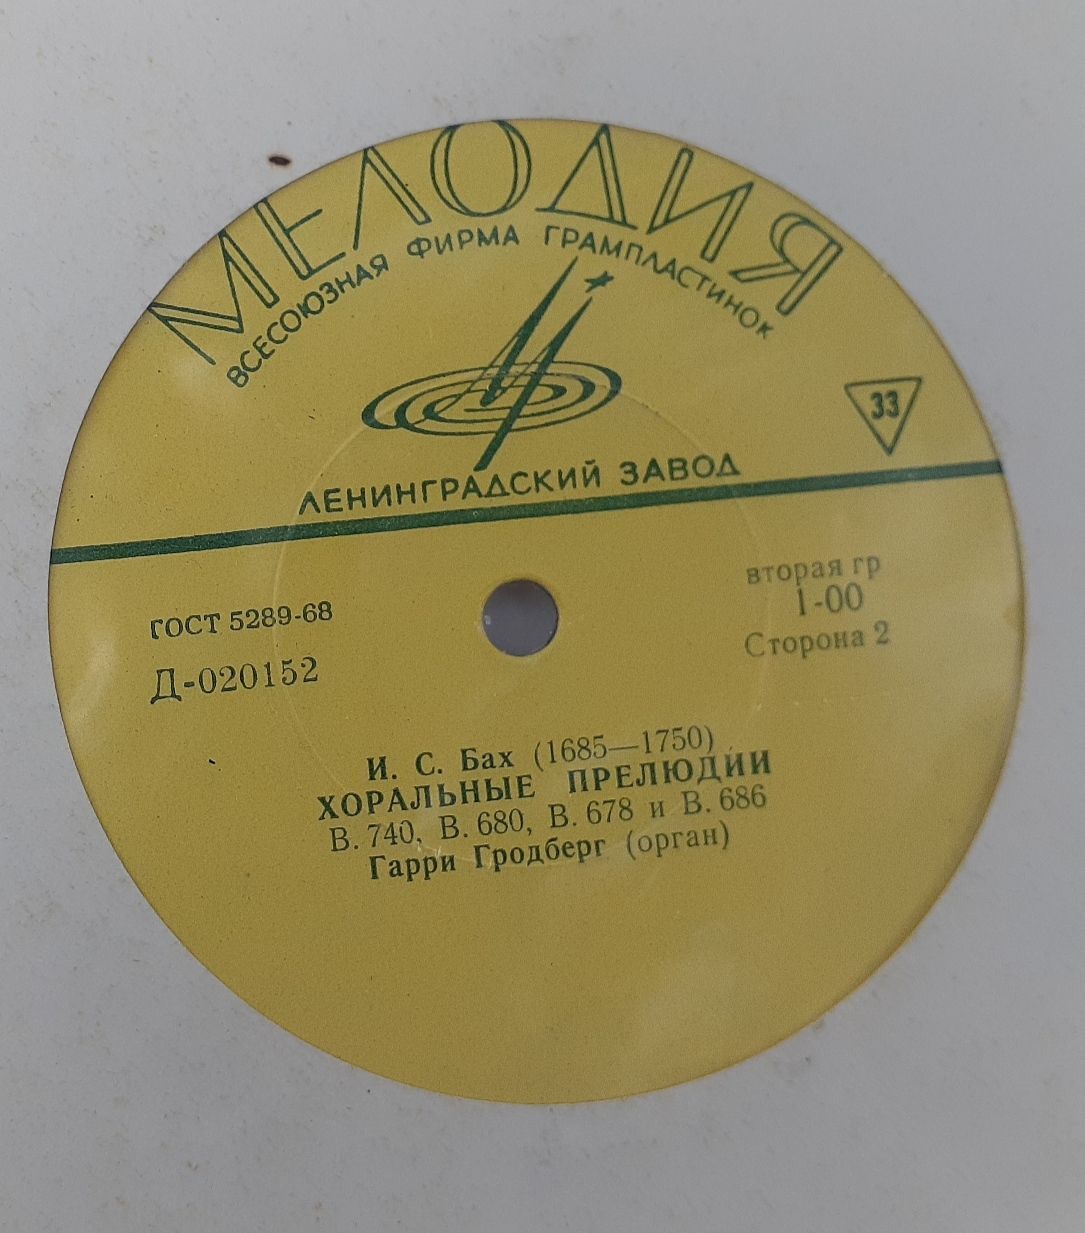 МЕЛОДИЯ
ВСЕСОЮЗНАЯ ФИРМА ГРАМПЛАСТИНОК
33
ЛЕНИНГРАДСКИЙ ЗАВОД
ГОСТ 5289-68
Д-020152
вторая гр
1-00
Сторона 2
И. С. Бах (1685—1750)
ХОРАЛЬНЫЕ ПРЕЛЮДИИ
В. 740, В. 680, В. 678 и В. 686
Гарри Гродберг (орган)